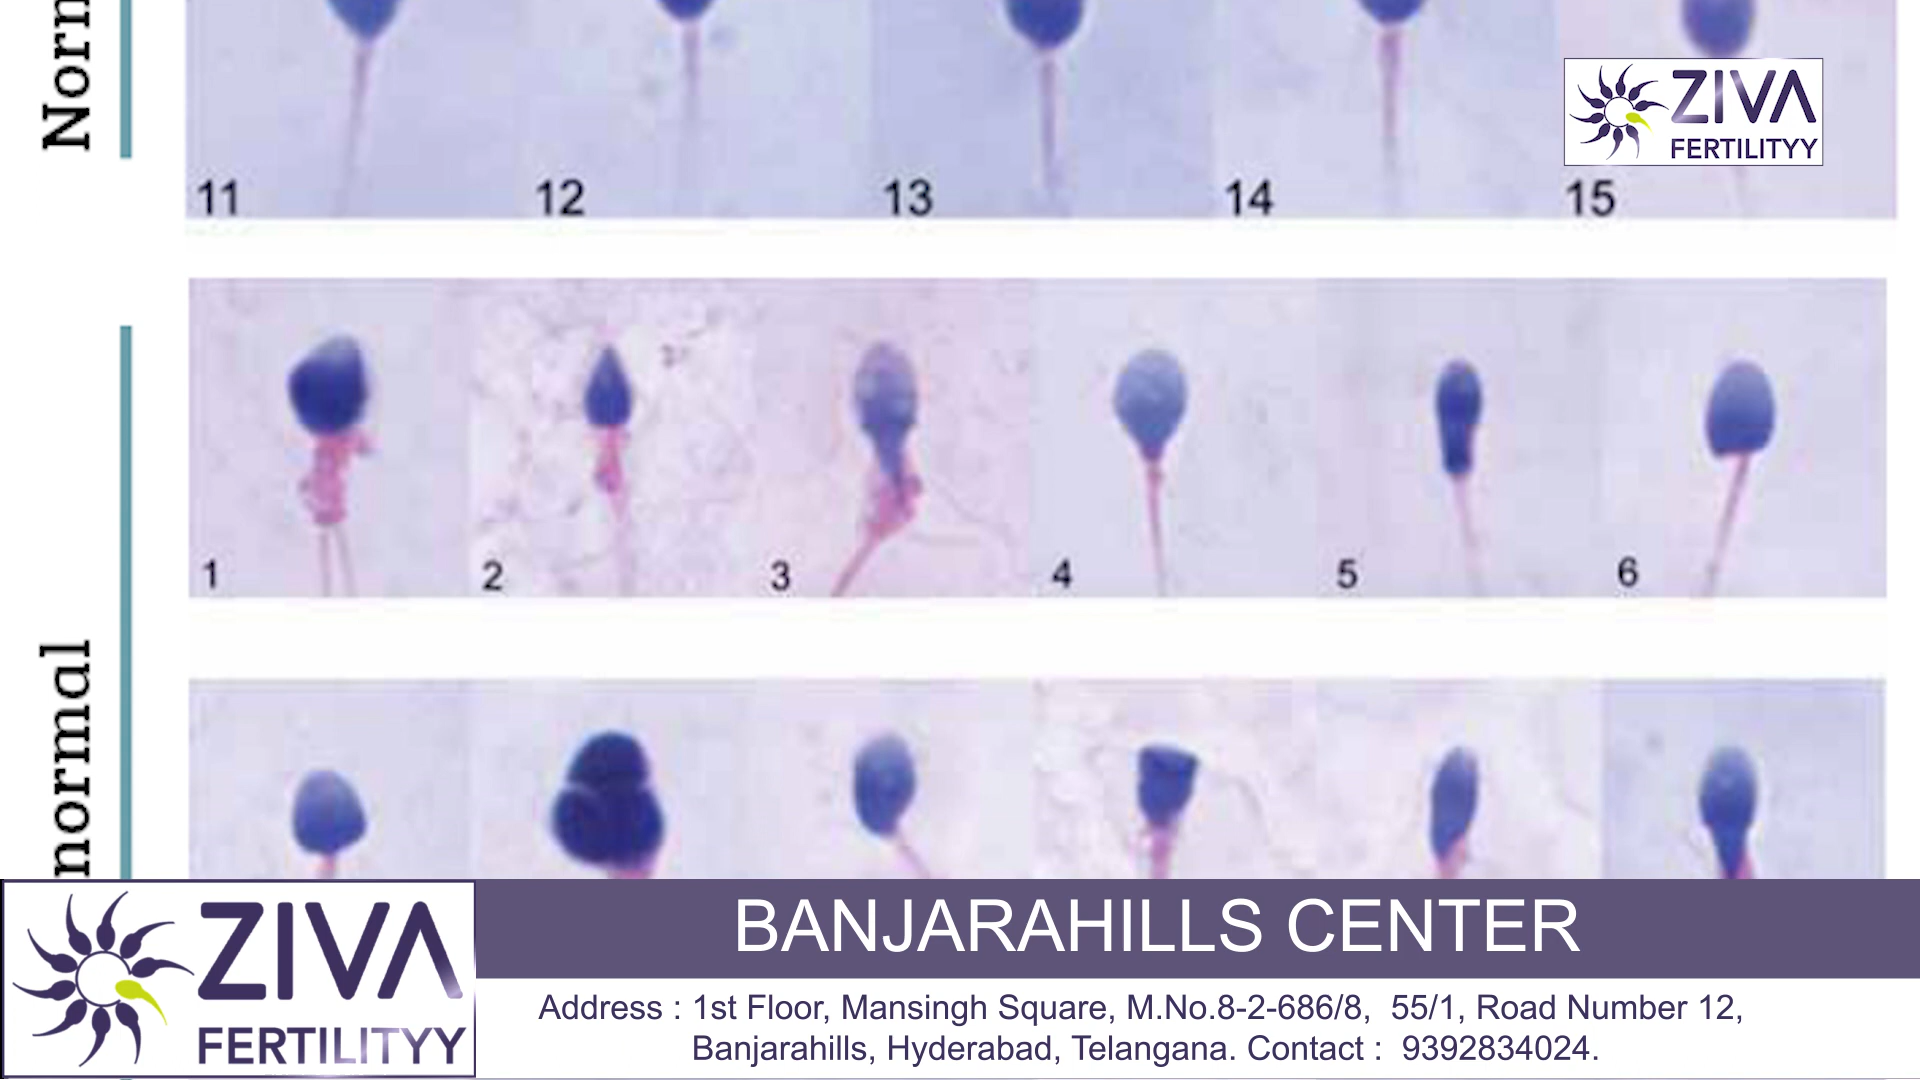 Norm
ZIVA
FERTILITYY
11 12 13 14 15
1 2 3 4 5 6
normal
ZIVA
FERTILITYY
BANJARAHILLS CENTER
Address : 1st Floor, Mansingh Square, M.No.8-2-686/8, 55/1, Road Number 12,
Banjarahills, Hyderabad, Telangana. Contact : 9392834024.